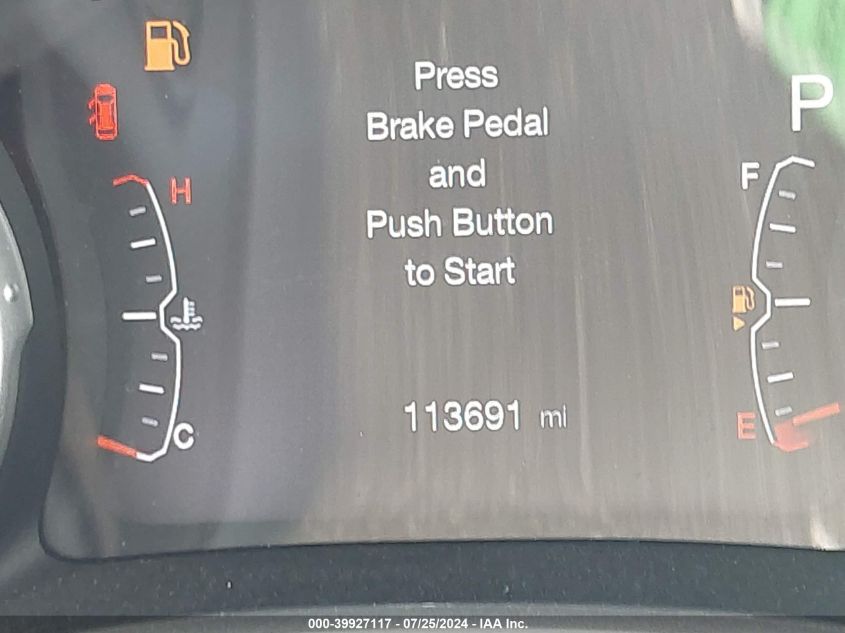 Press
Brake Pedal
and
Push Button
to Start
113691 mi
H
C
P
F
E
000-39927117 - 07/25/2024 - IAA Inc.